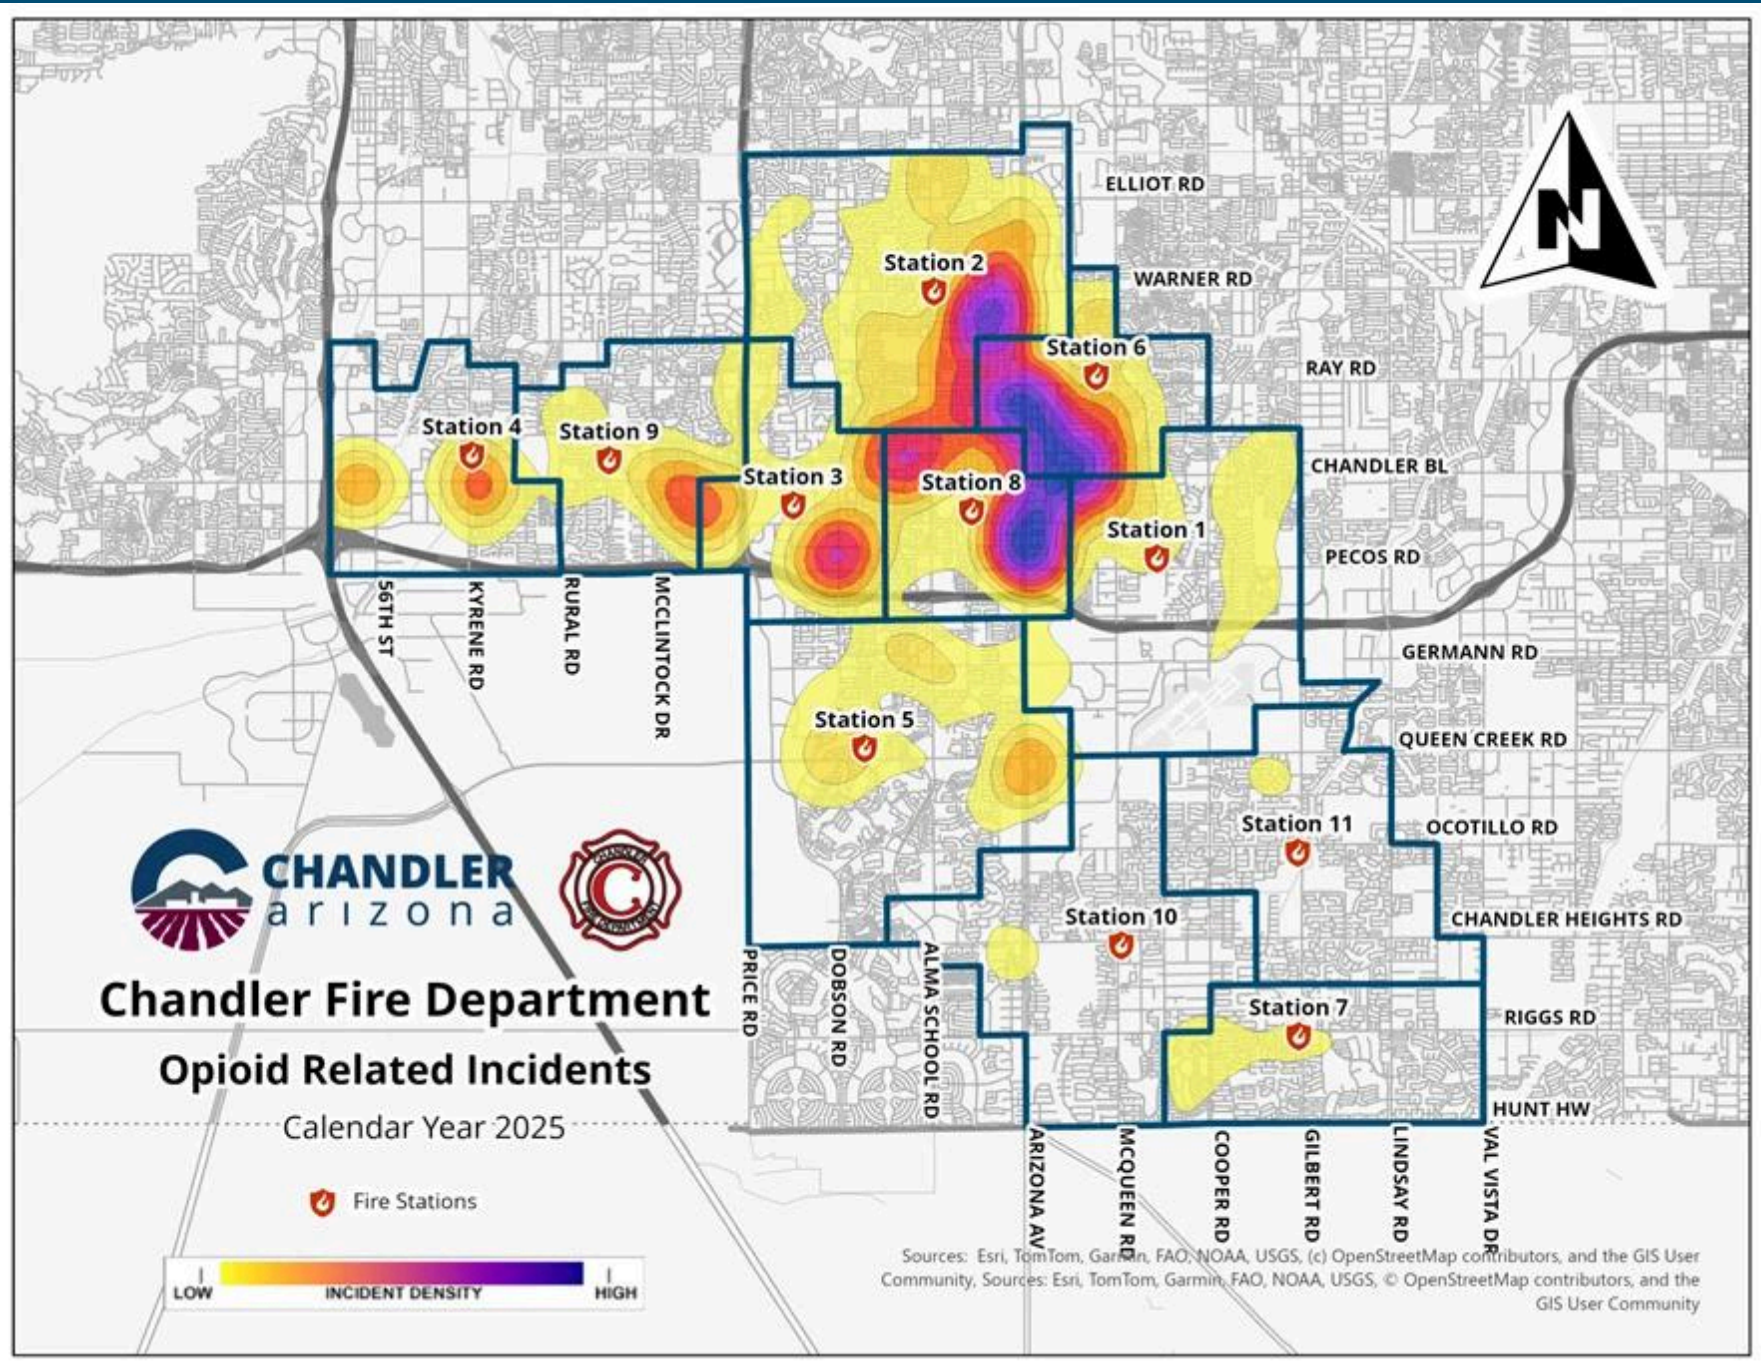 ELLIOT RD
Station 2
WARNER RD
Station 6
RAY RD
Station 4
Station 9
CHANDLER BL
Station 3
Station 8
Station 1
PECOS RD
56TH ST
KYRENE RD
RURAL RD
MCCLINTOCK DR
GERMANN RD
Station 5
QUEEN CREEK RD
Station 11
OCOTILLO RD
CHANDLER
arizona
CHANDLER
C
FIRE DEPARTMENT
Station 10
CHANDLER HEIGHTS RD
PRICE RD
DOBSON RD
ALMA SCHOOL RD
Chandler Fire Department
Station 7
RIGGS RD
Opioid Related Incidents
Calendar Year 2025
HUNT HW
ARIZONA AV
MCQUEEN RD
COOPER RD
GILBERT RD
LINDSAY RD
VAL VISTA DR
N
Fire Stations
LOW
INCIDENT DENSITY
HIGH
Sources: Esri, TomTom, Garmin, FAO, NOAA, USGS, (c) OpenStreetMap contributors, and the GIS User
Community, Sources: Esri, TomTom, Garmin, FAO, NOAA, USGS, © OpenStreetMap contributors, and the
GIS User Community